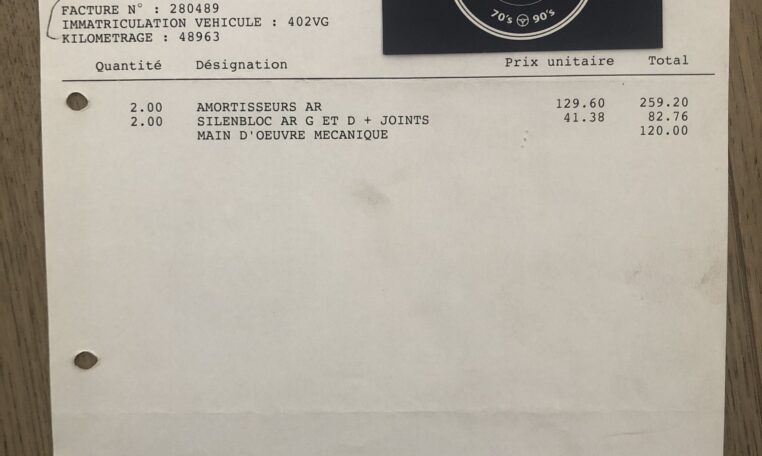 FACTURE N° : 280489
IMMATRICULATION VEHICULE : 402VG
KILOMETRAGE : 48963
70's 90's
Quantité Désignation Prix unitaire Total
2.00 AMORTISSEURS AR 129.60 259.20
2.00 SILENBLOC AR G ET D + JOINTS 41.38 82.76
MAIN D'OEUVRE MECANIQUE 120.00